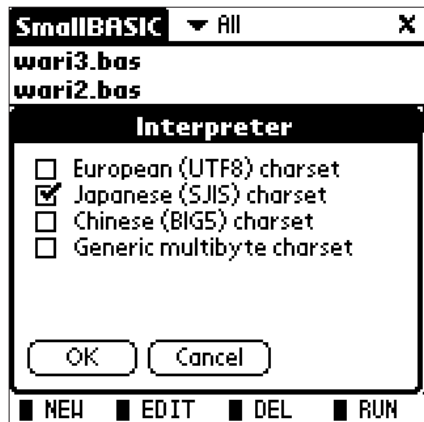 SmallBASIC ▼ All X
wari3.bas
wari2.bas
Interpreter
European (UTF8) charset
Japanese (SJIS) charset
Chinese (BIG5) charset
Generic multibyte charset
OK Cancel
NEW EDIT DEL RUN